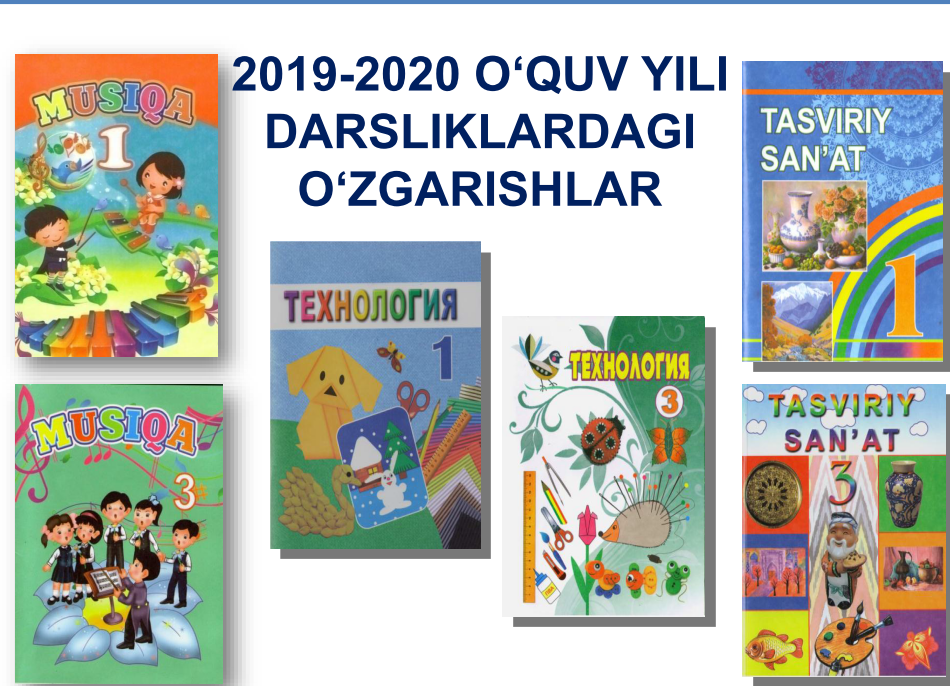 2019-2020 O‘QUV YILI
DARSLIKLARDAGI
O‘ZGARISHLAR
MUSIQA
1
TASVIRIY
SAN’AT
1
ТЕХНОЛОГИЯ
1
ТЕХНОЛОГИЯ
3
MUSIQA
3
TASVIRIY
SAN’AT
3